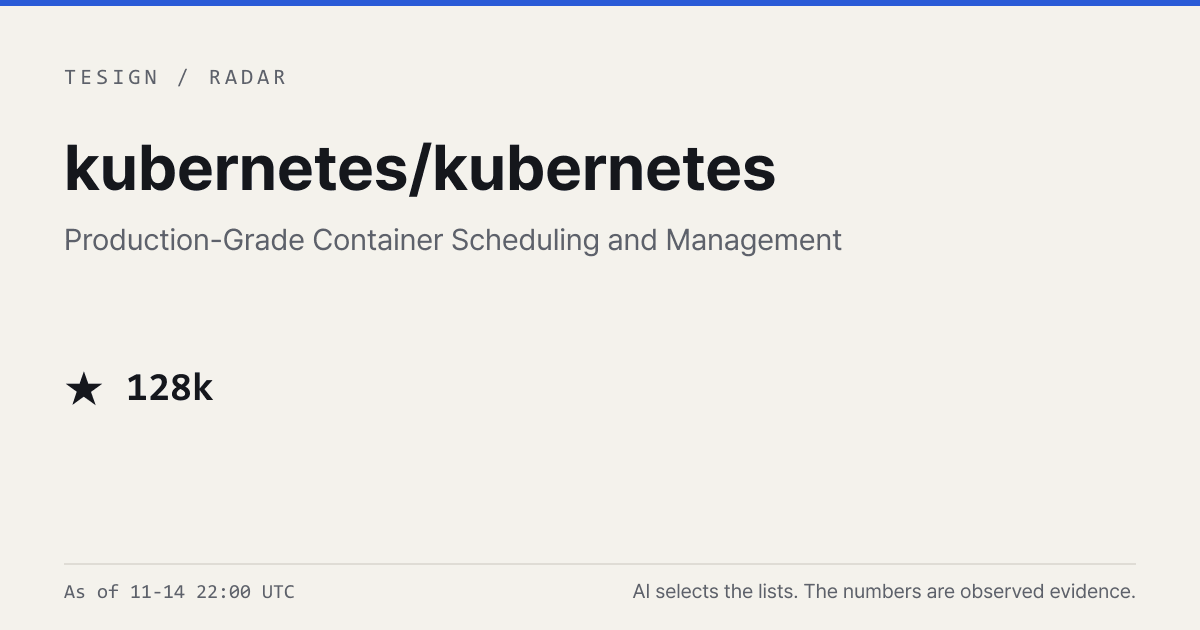 TESIGN / RADAR
kubernetes/kubernetes
Production-Grade Container Scheduling and Management
★ 128k
As of 11-14 22:00 UTC
AI selects the lists. The numbers are observed evidence.